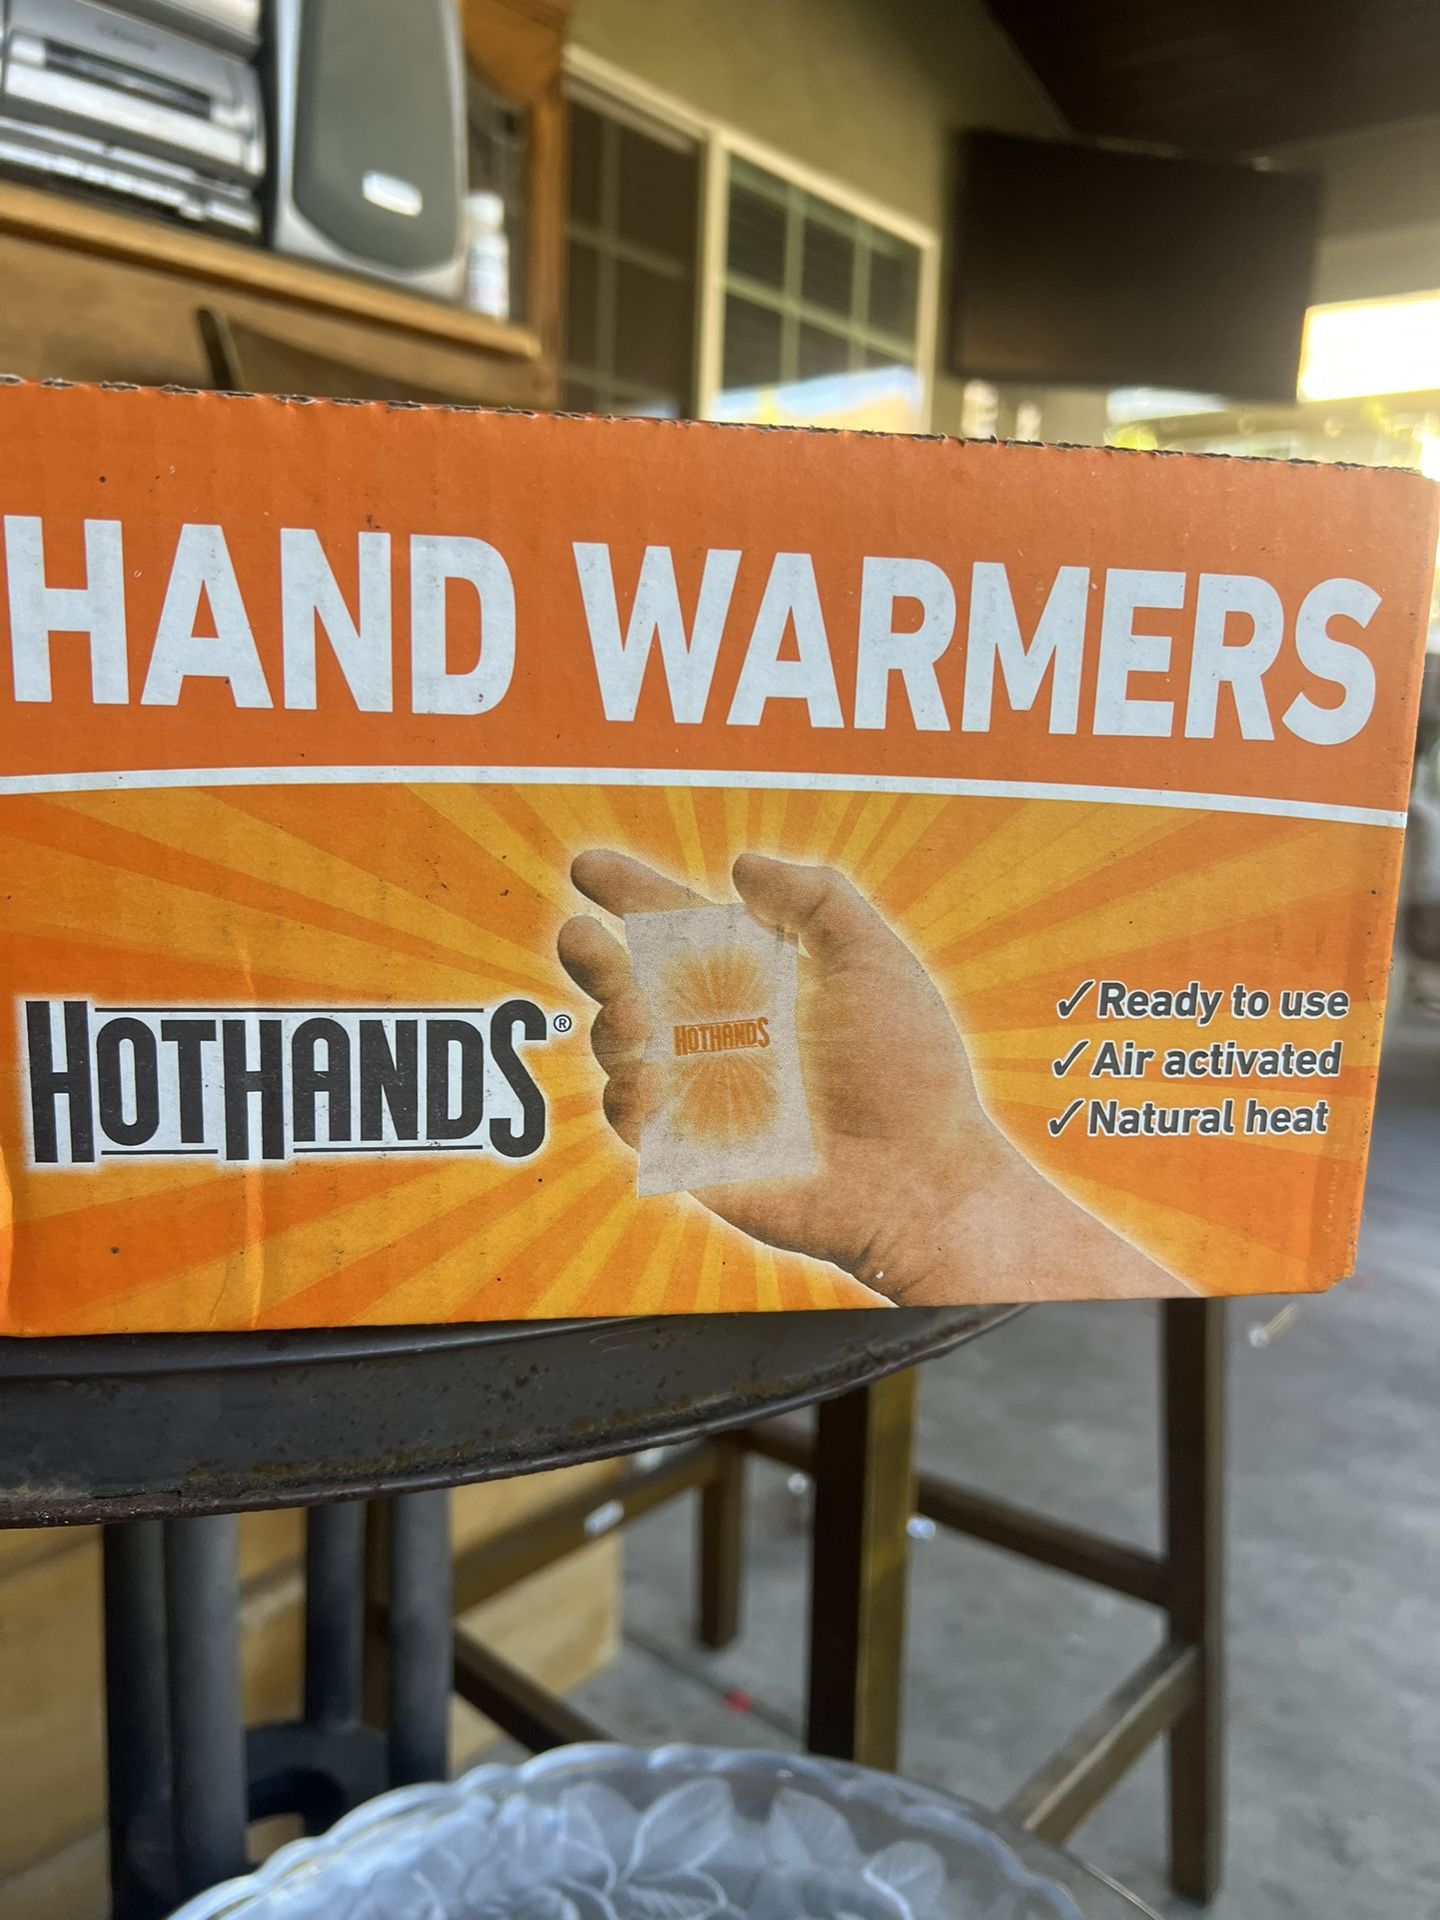 HAND WARMERS
HOTHANDS®
HOTHANDS
✓Ready to use
✓Air activated
✓Natural heat